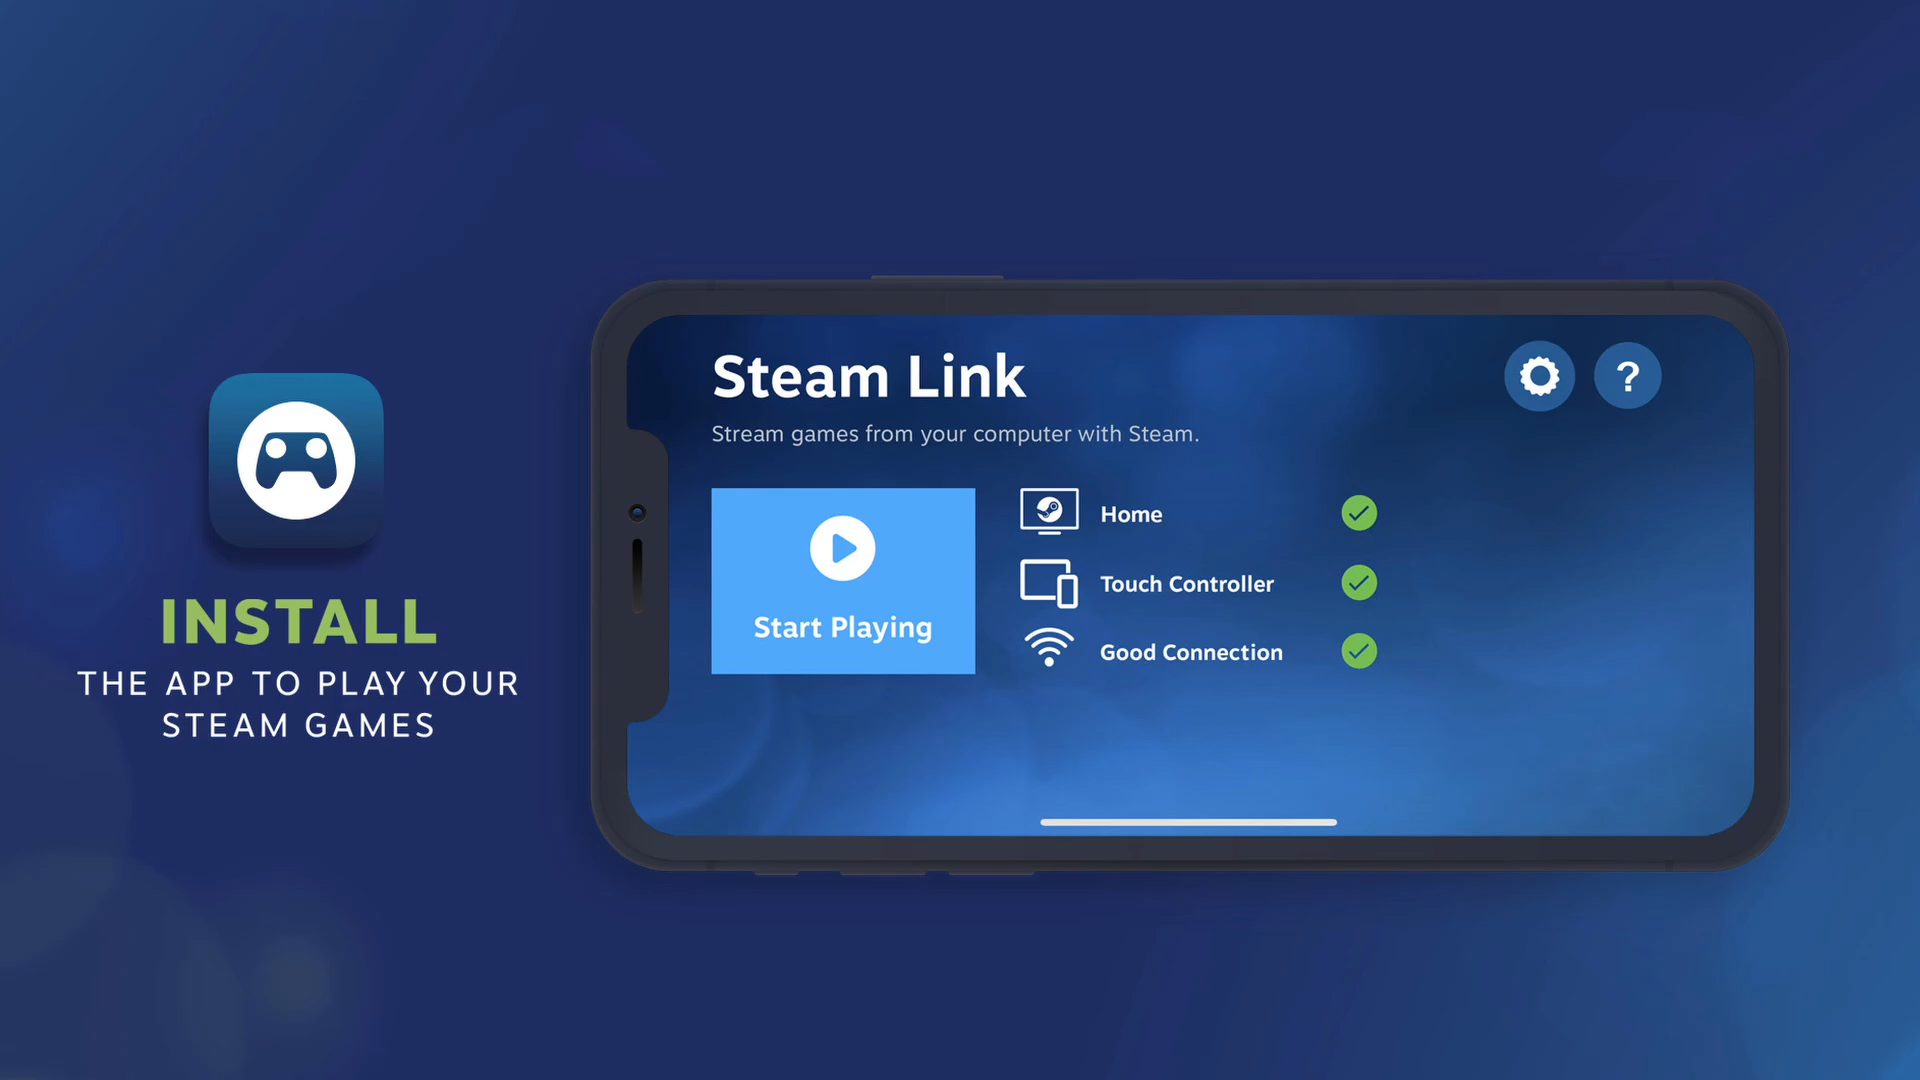 INSTALL
THE APP TO PLAY YOUR
STEAM GAMES
Steam Link
Stream games from your computer with Steam.
?
Start Playing
Home
Touch Controller
Good Connection